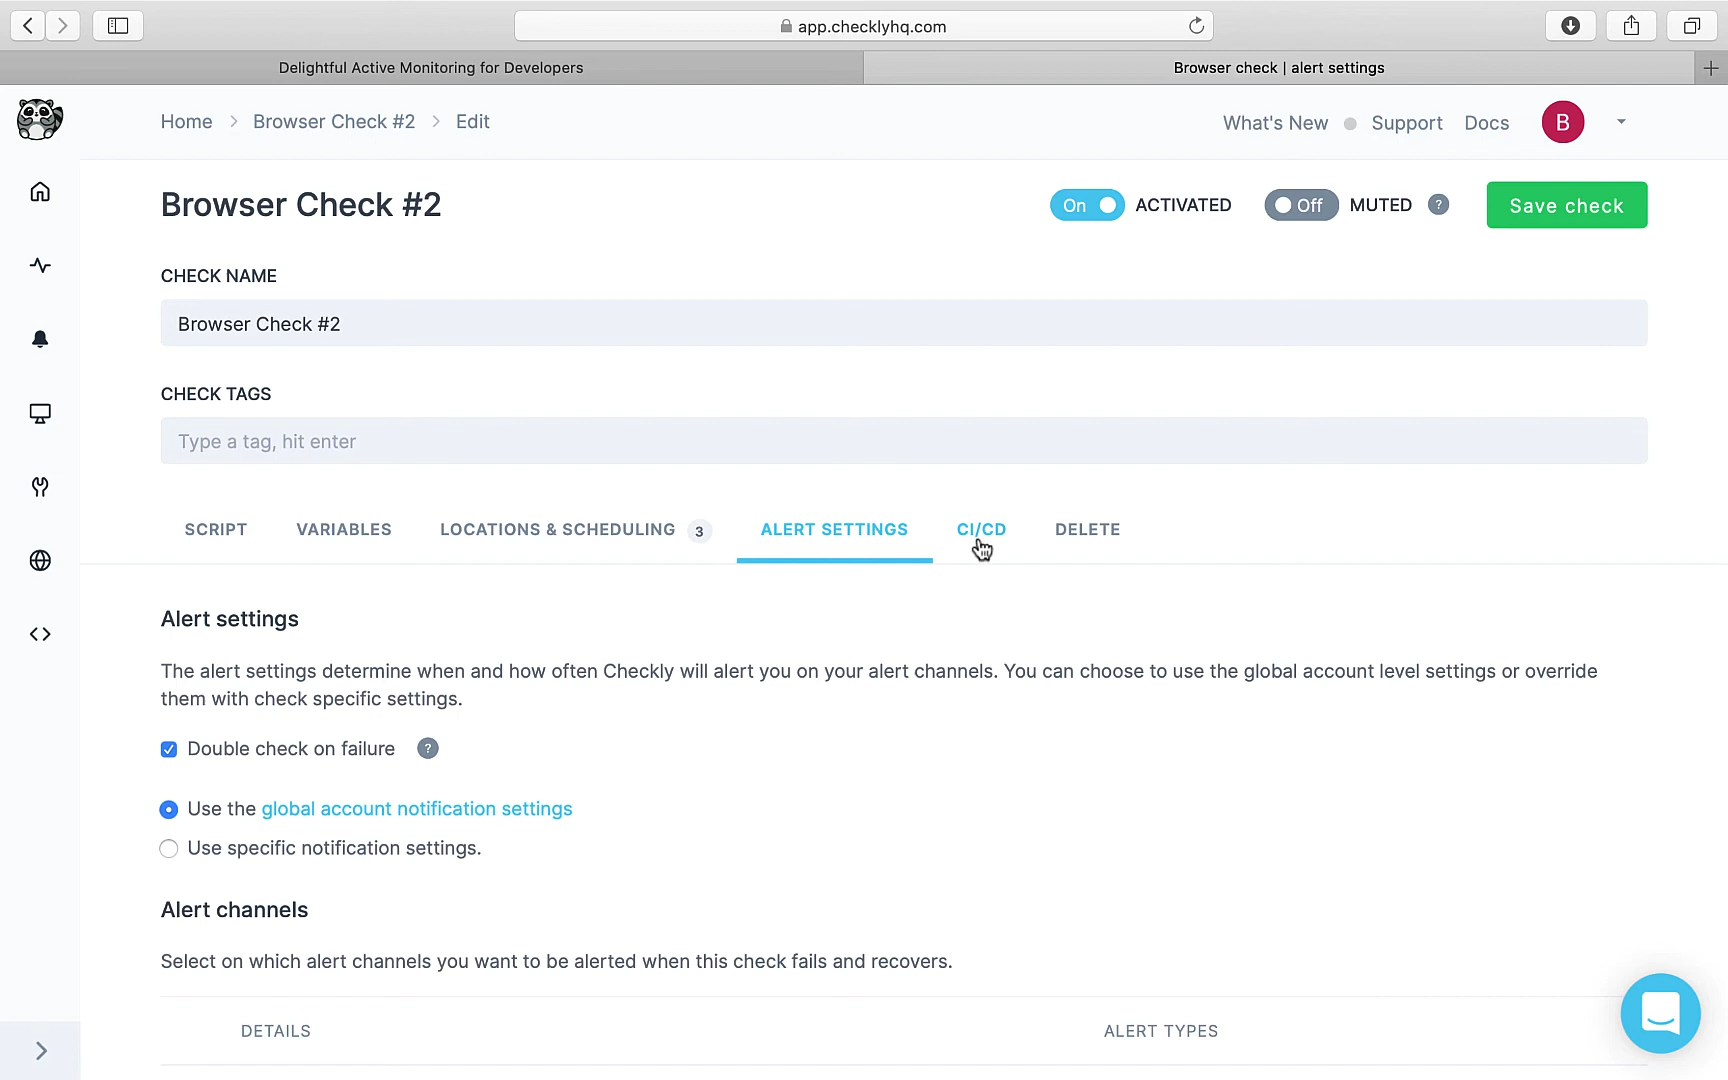 app.checklyhq.com
Delightful Active Monitoring for Developers
Browser check | alert settings
Home > Browser Check #2 > Edit
What's New Support Docs B
Browser Check #2
On ACTIVATED Off MUTED ? Save check
CHECK NAME
Browser Check #2
CHECK TAGS
Type a tag, hit enter
SCRIPT VARIABLES LOCATIONS & SCHEDULING 3 ALERT SETTINGS CI/CD DELETE
Alert settings
The alert settings determine when and how often Checkly will alert you on your alert channels. You can choose to use the global account level settings or override
them with check specific settings.
Double check on failure ?
Use the global account notification settings
Use specific notification settings.
Alert channels
Select on which alert channels you want to be alerted when this check fails and recovers.
DETAILS ALERT TYPES